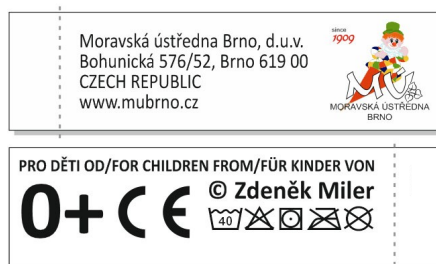 Moravská ústředna Brno, d.u.v.
Bohunická 576/52, Brno 619 00
CZECH REPUBLIC
www.mubrno.cz
since
1909
MÚ
MORAVSKÁ ÚSTŘEDNA
BRNO
PRO DĚTI OD/FOR CHILDREN FROM/FÜR KINDER VON
0+ CE
© Zdeněk Miler
40